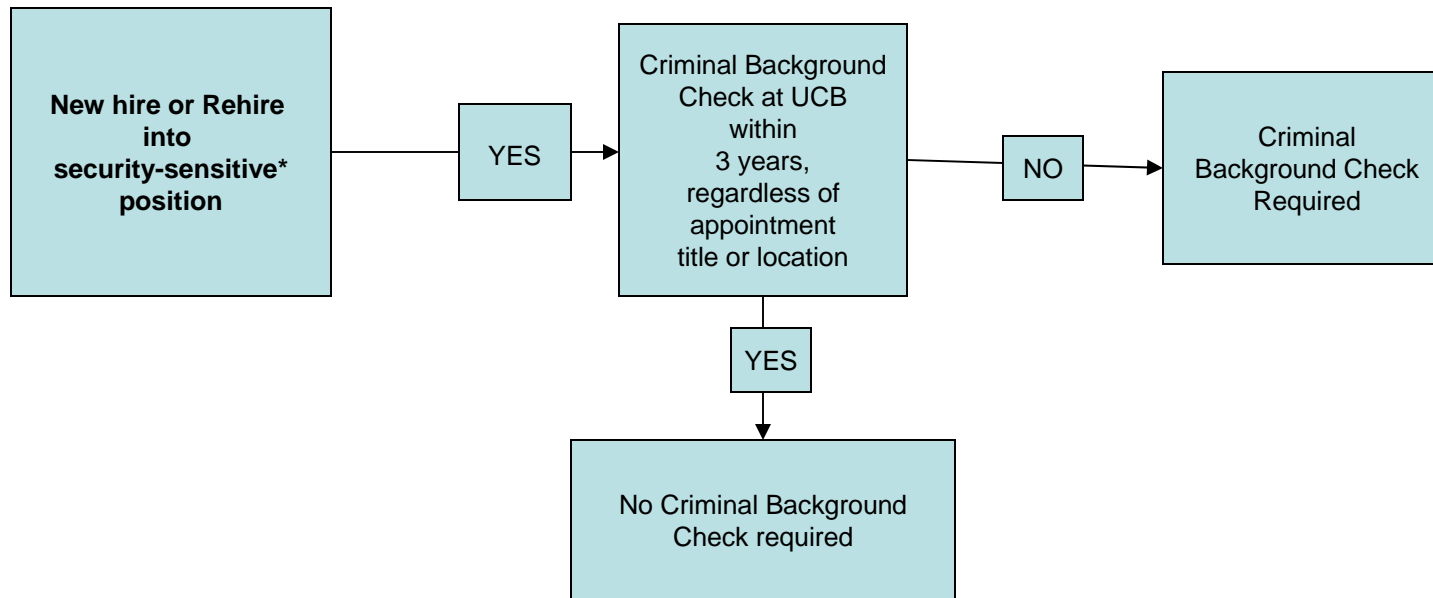 New hire or Rehire
into
security-sensitive*
position
YES
Criminal Background
Check at UCB
within
3 years,
regardless of
appointment
title or location
NO
Criminal
Background Check
Required
YES
No Criminal Background
Check required